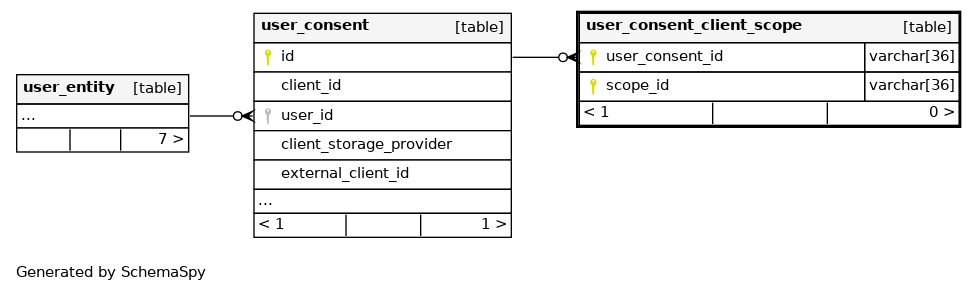 user_entity [table]
...
7 >
user_consent [table]
id
client_id
user_id
client_storage_provider
external_client_id
...
< 1 1 >
user_consent_client_scope [table]
user_consent_id varchar[36]
scope_id varchar[36]
< 1 0 >
Generated by SchemaSpy